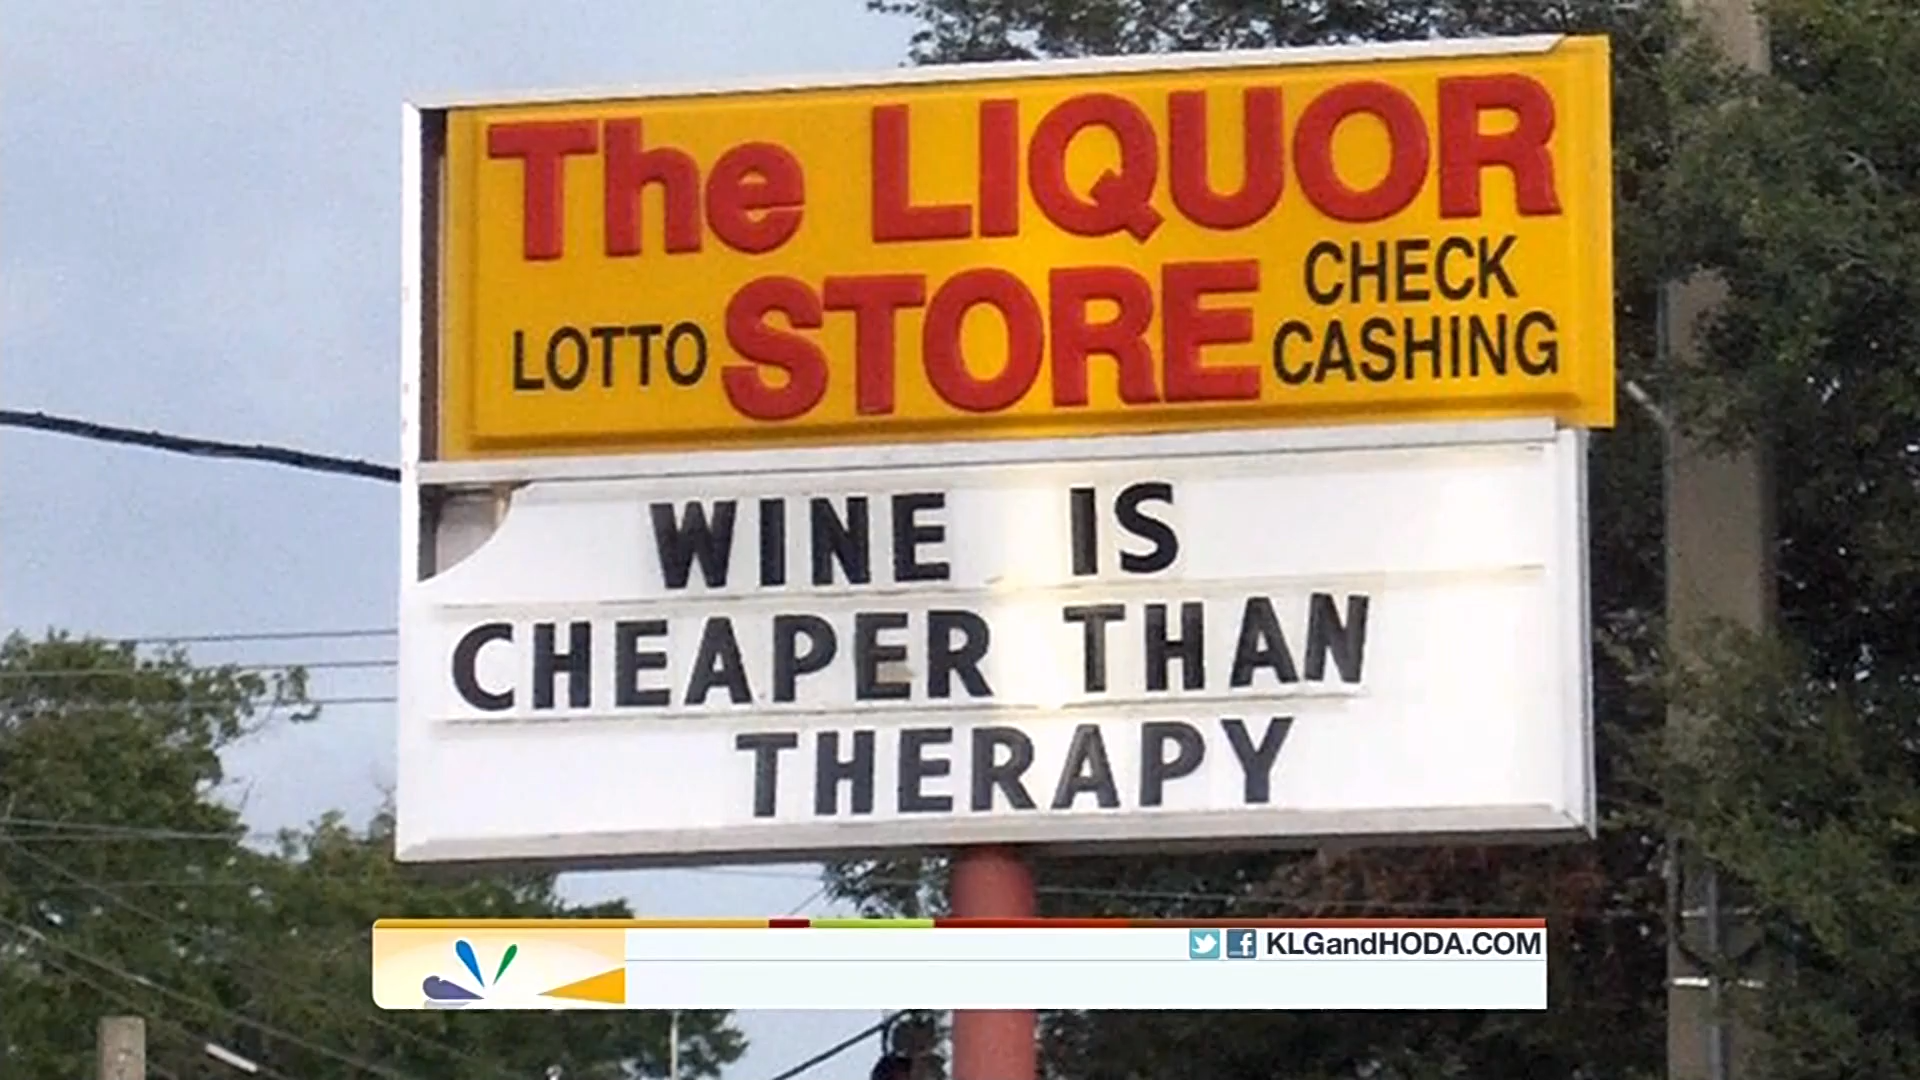 The LIQUOR
LOTTO STORE CHECK CASHING
WINE IS
CHEAPER THAN
THERAPY
KLGandHODA.COM